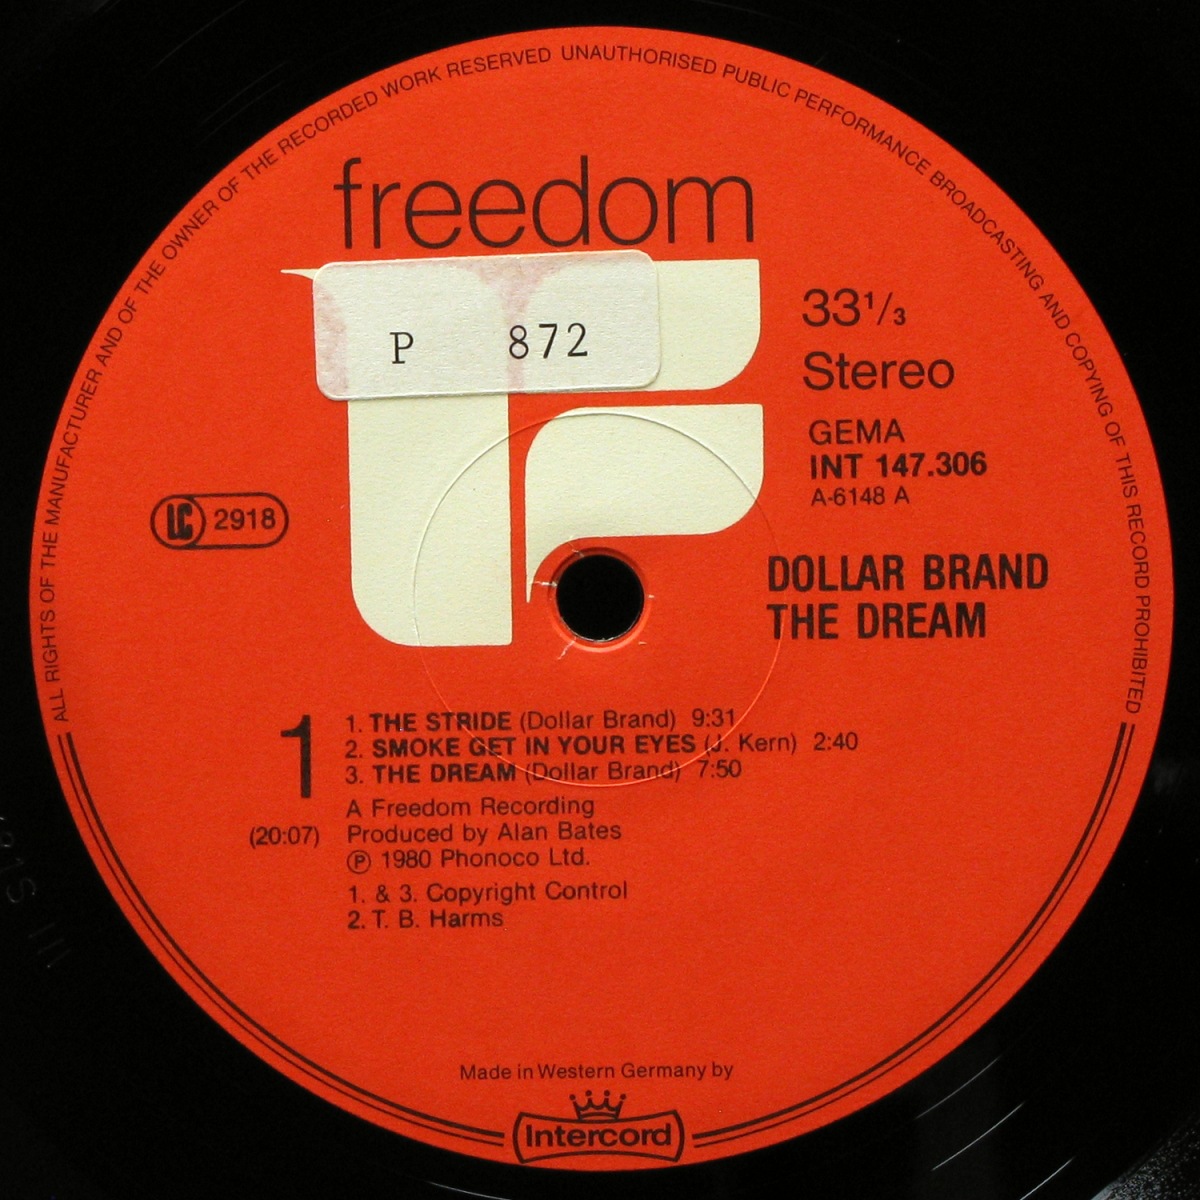 ALL RIGHTS OF THE MANUFACTURER AND OF THE OWNER OF THE RECORDED WORK RESERVED UNAUTHORISED PUBLIC PERFORMANCE BROADCASTING AND COPYING OF THIS RECORD PROHIBITED
freedom
P 872
33 1/3
Stereo
GEMA
INT 147.306
A-6148 A
LC 2918
DOLLAR BRAND
THE DREAM
1
1. THE STRIDE (Dollar Brand) 9:31
2. SMOKE GET IN YOUR EYES (J. Kern) 2:40
3. THE DREAM (Dollar Brand) 7:50
A Freedom Recording
(20:07) Produced by Alan Bates
℗ 1980 Phonoco Ltd.
1. & 3. Copyright Control
2. T. B. Harms
Made in Western Germany by
Intercord